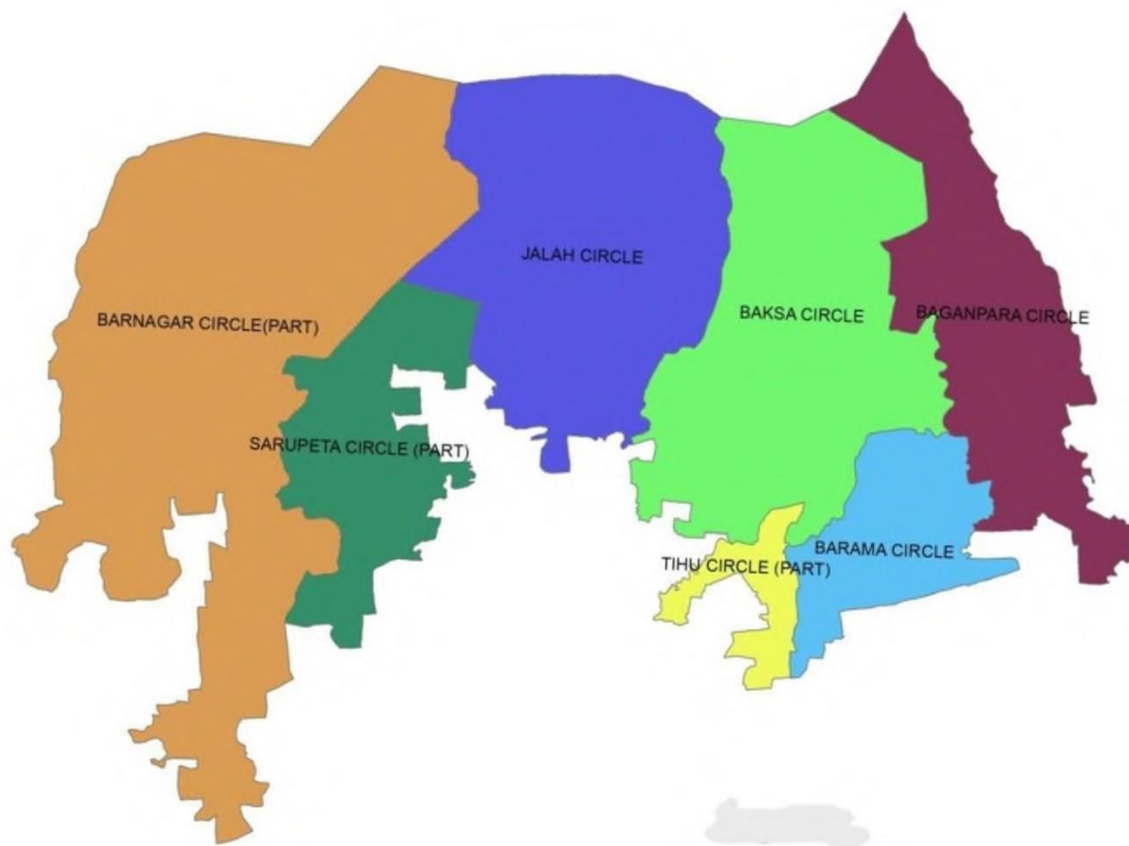 JALAH CIRCLE
BARNAGAR CIRCLE(PART)
BAKSA CIRCLE
BAGANPARA CIRCLE
SARUPETA CIRCLE (PART)
BARAMA CIRCLE
TIHU CIRCLE (PART)